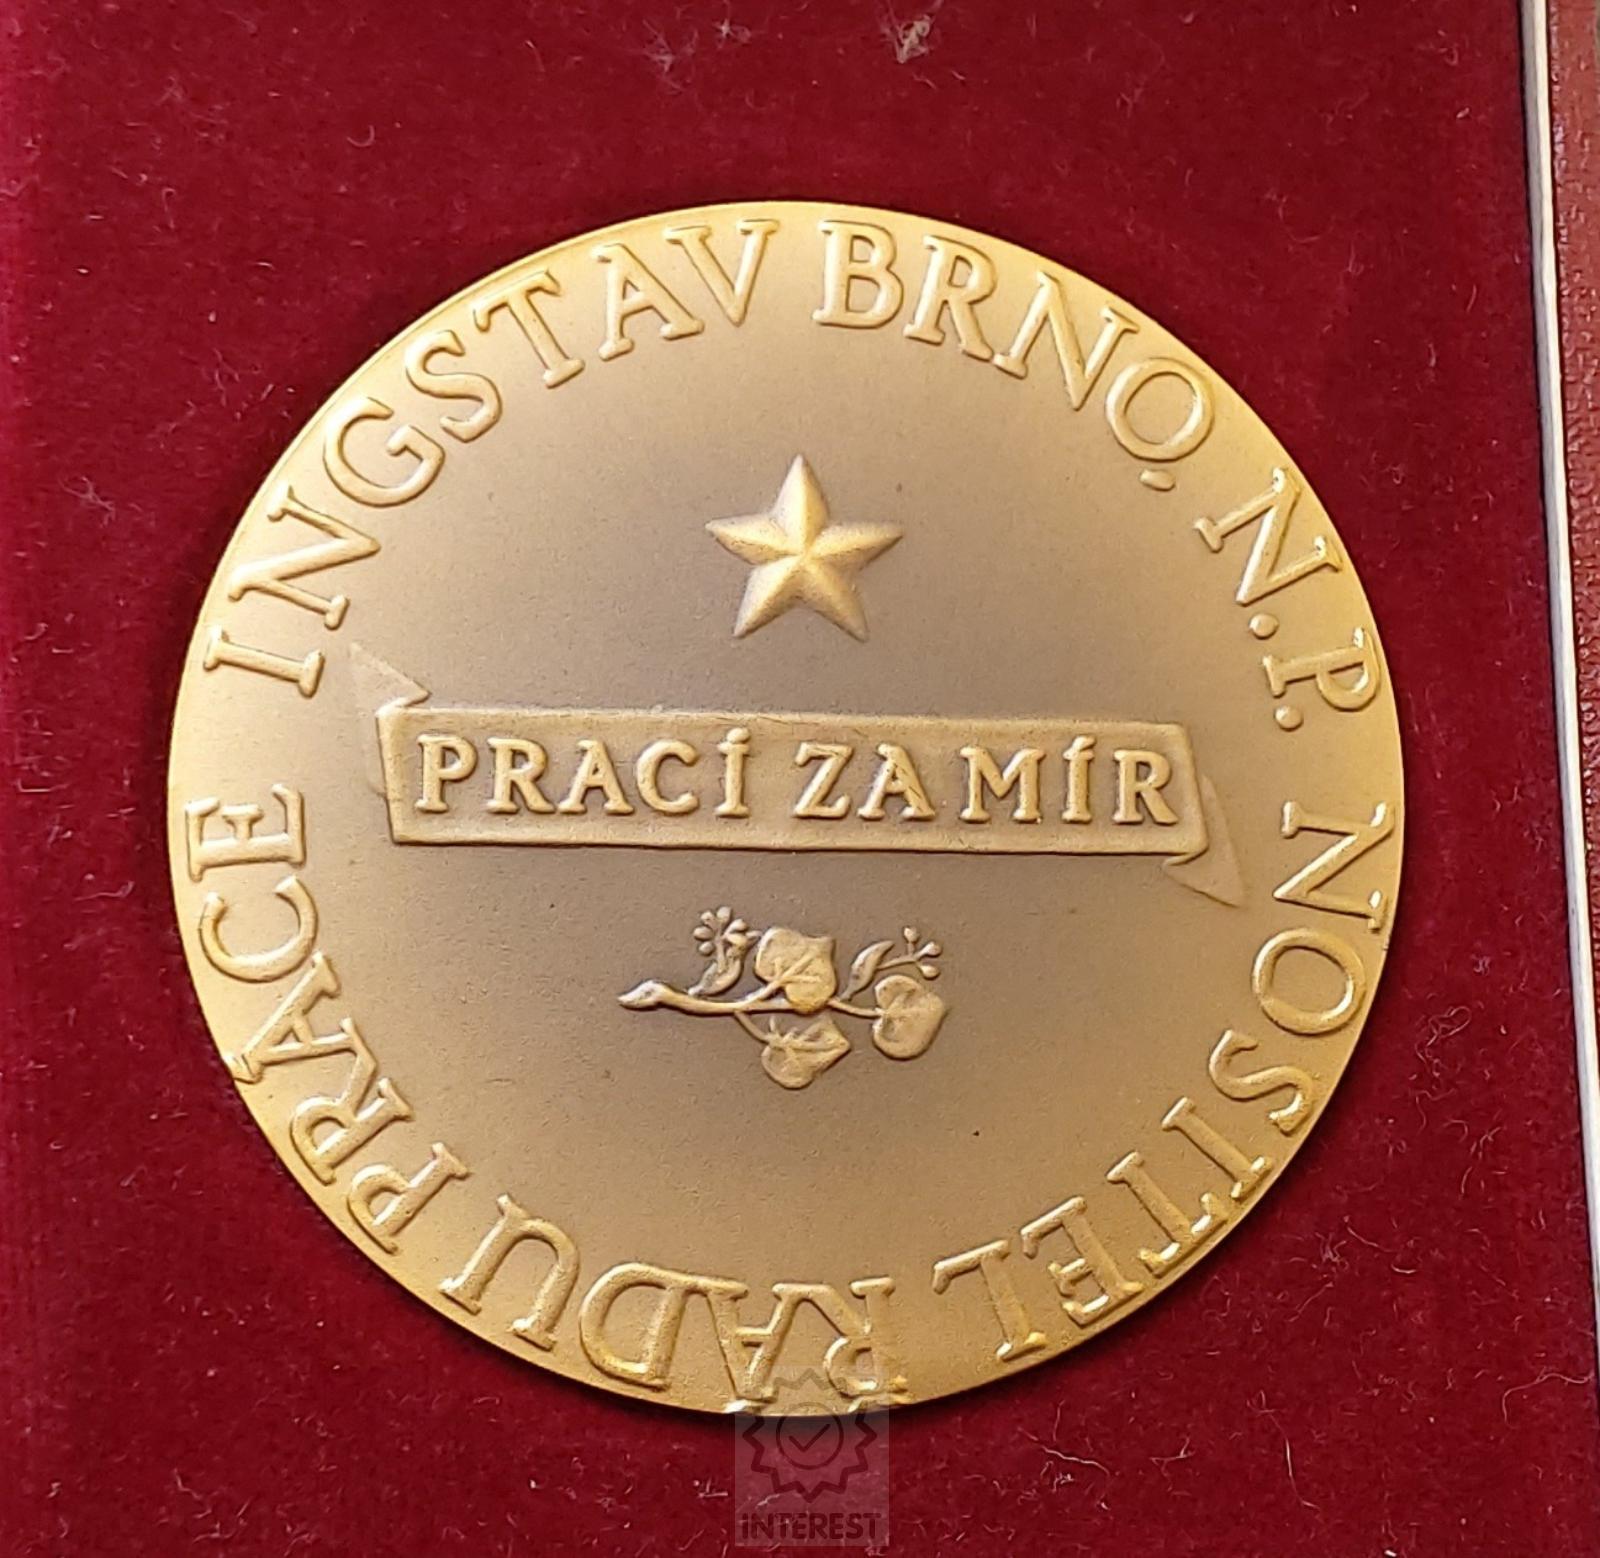 INGSTAV BRNO, N.P. NOSITEL ŘÁDU PRÁCE
PRACÍ ZA MÍR
INTEREST